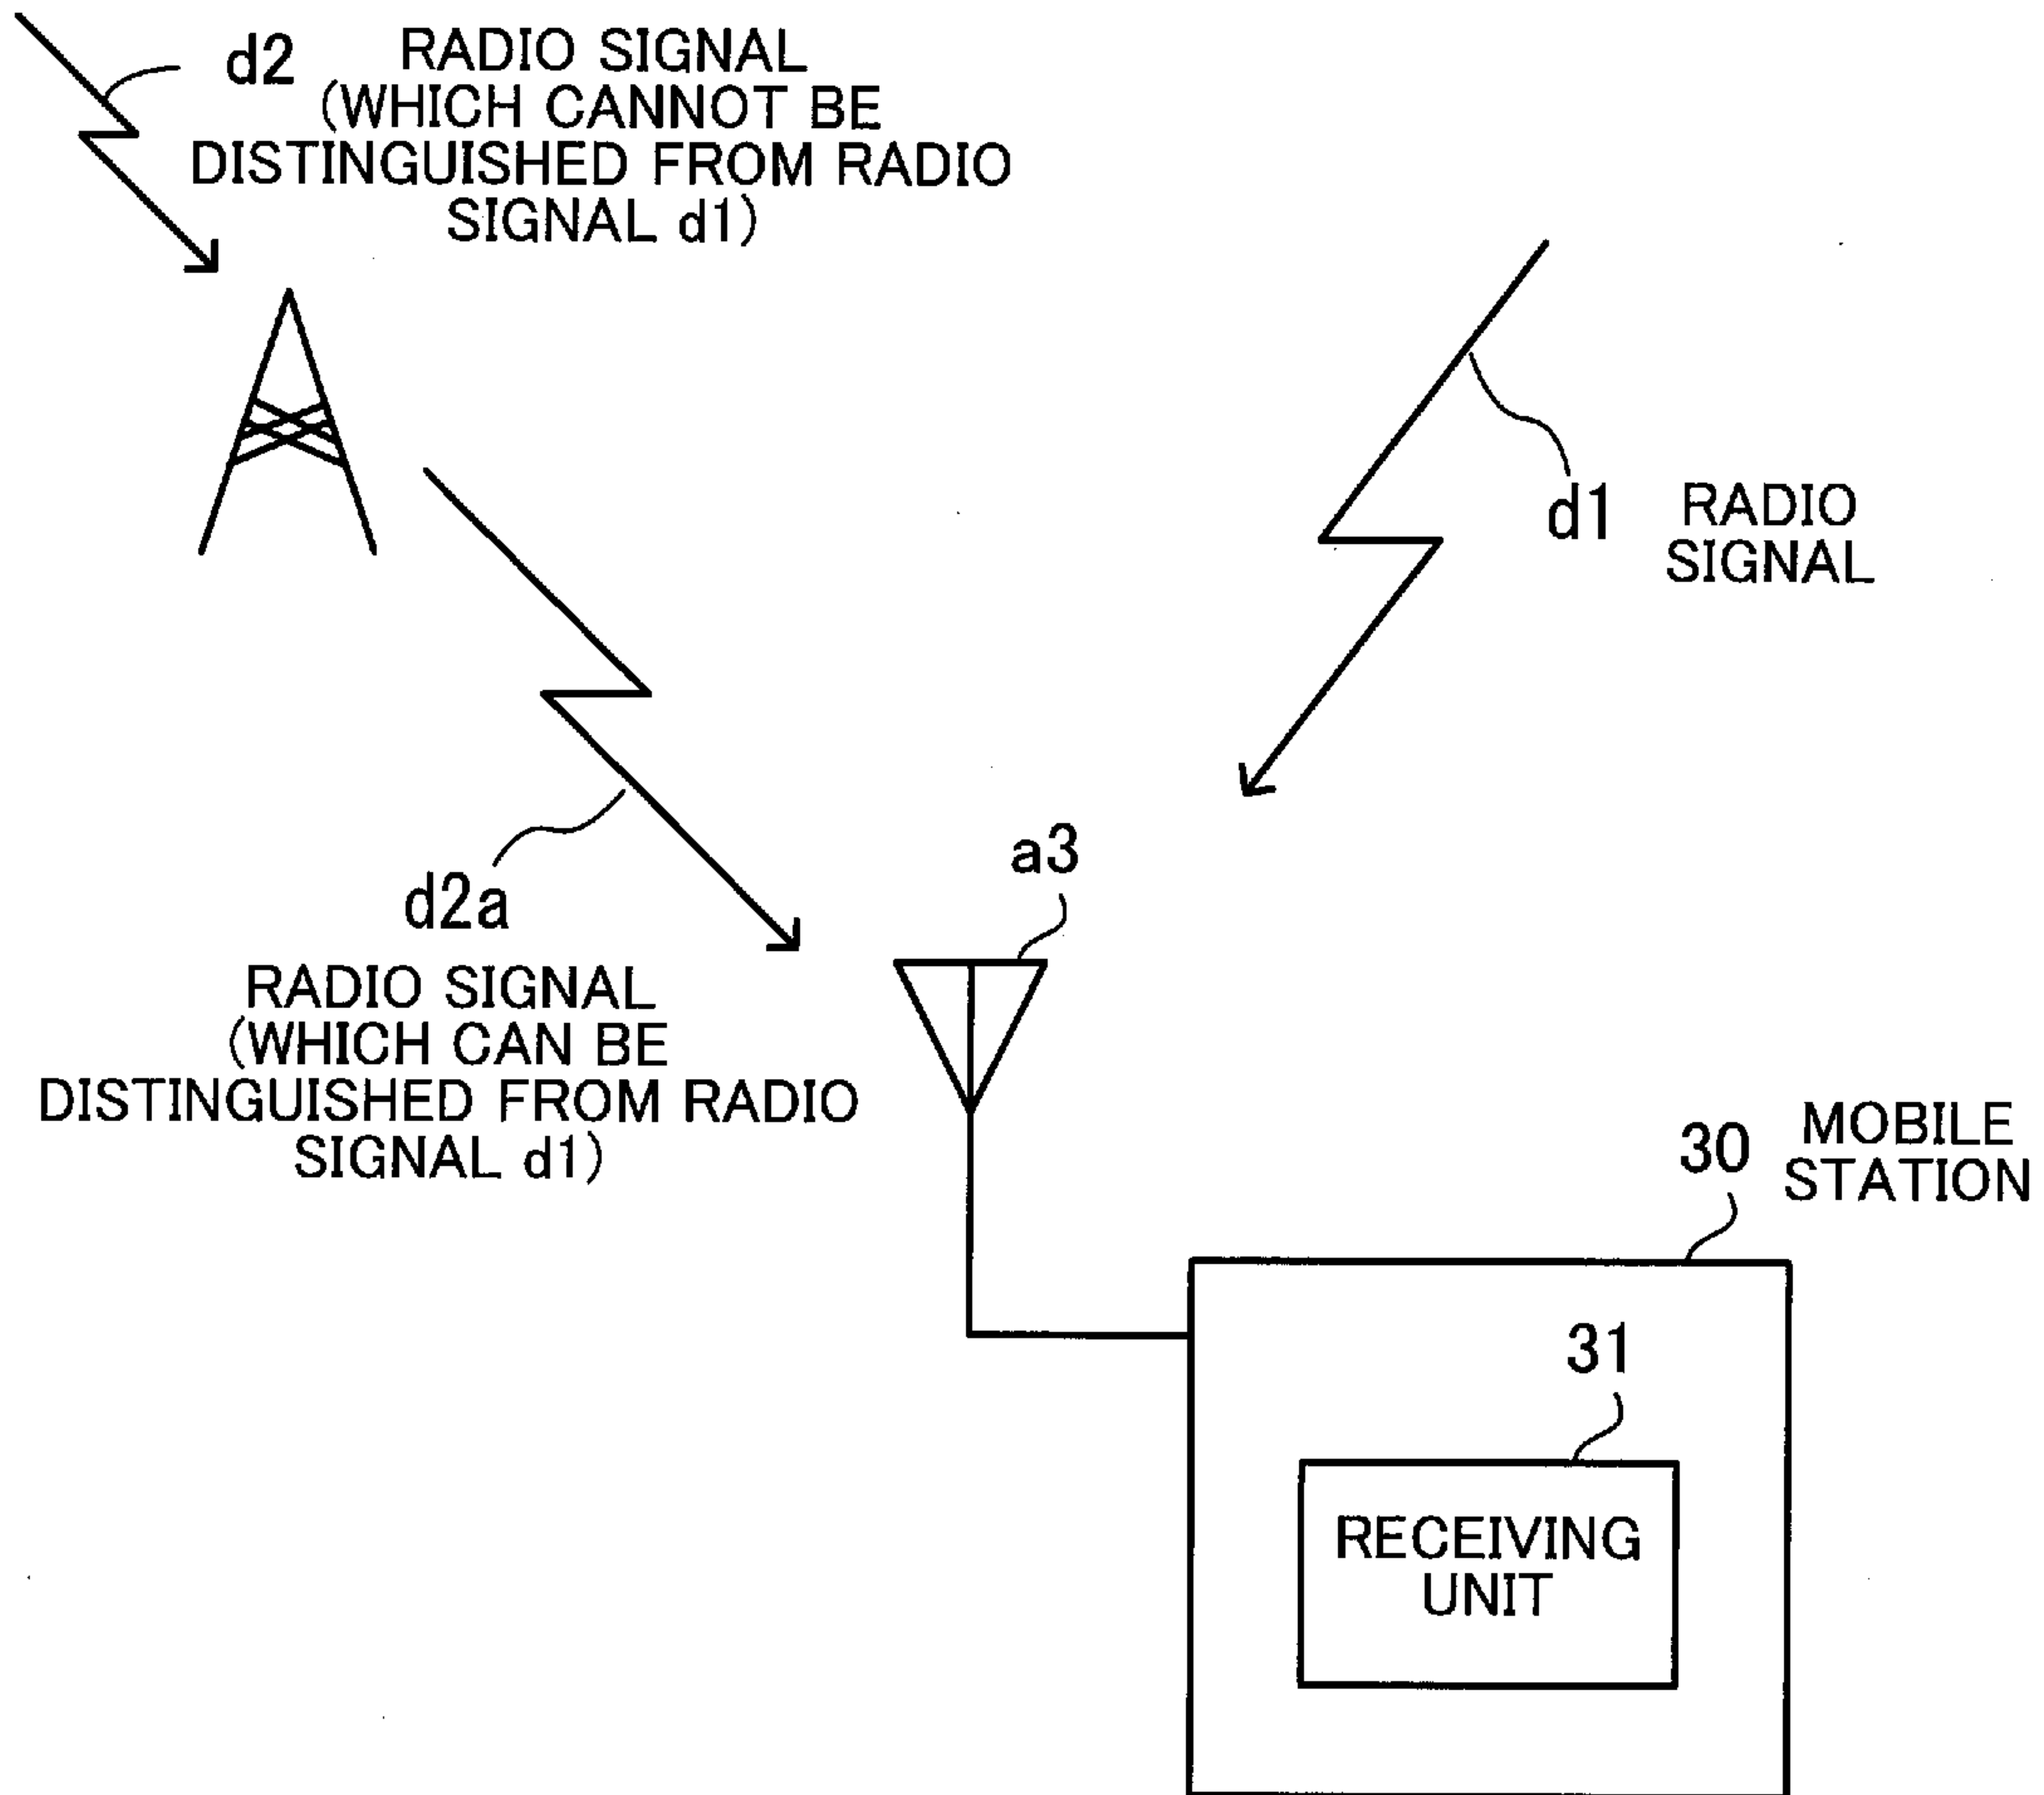 d2 RADIO SIGNAL
(WHICH CANNOT BE
DISTINGUISHED FROM RADIO
SIGNAL d1)
d1 RADIO
SIGNAL
a3
d2a
RADIO SIGNAL
(WHICH CAN BE
DISTINGUISHED FROM RADIO
SIGNAL d1)
30 MOBILE
STATION
31
RECEIVING
UNIT